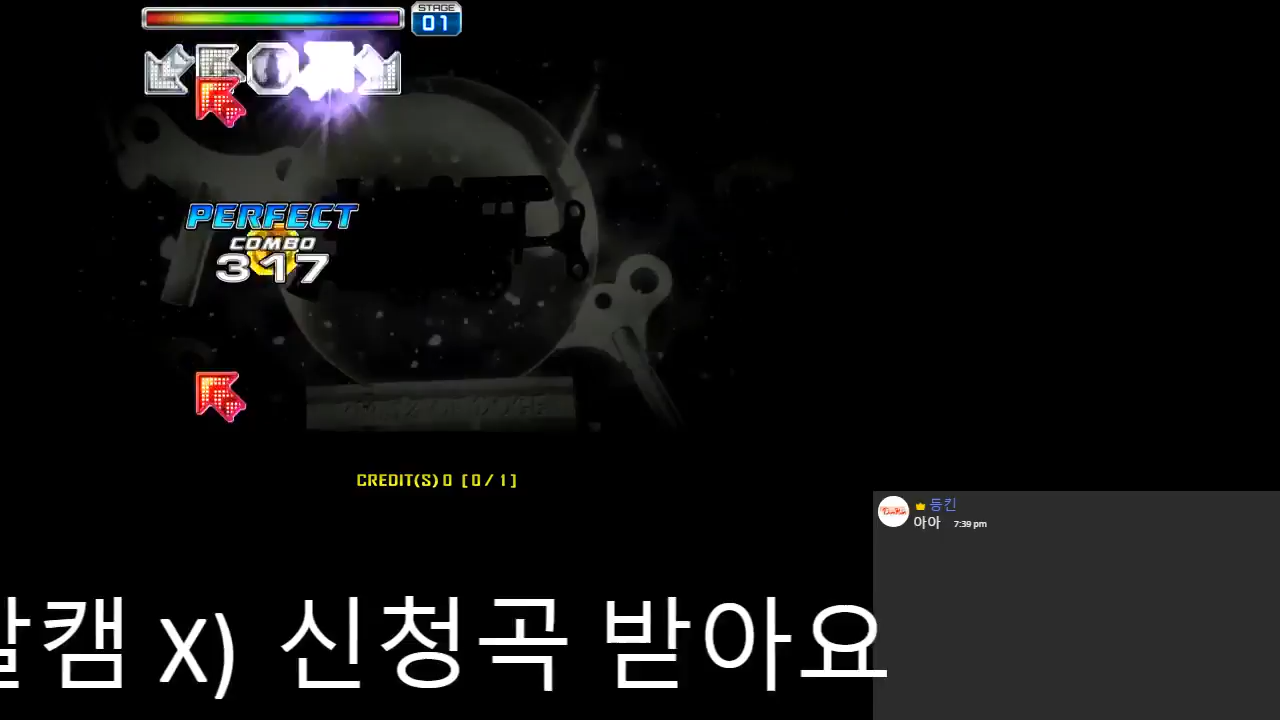 STAGE
01
PERFECT
COMBO
317
CREDIT(S) 0 [ 0 / 1 ]
등킨
아아 7:39 pm
캠 X) 신청곡 받아요